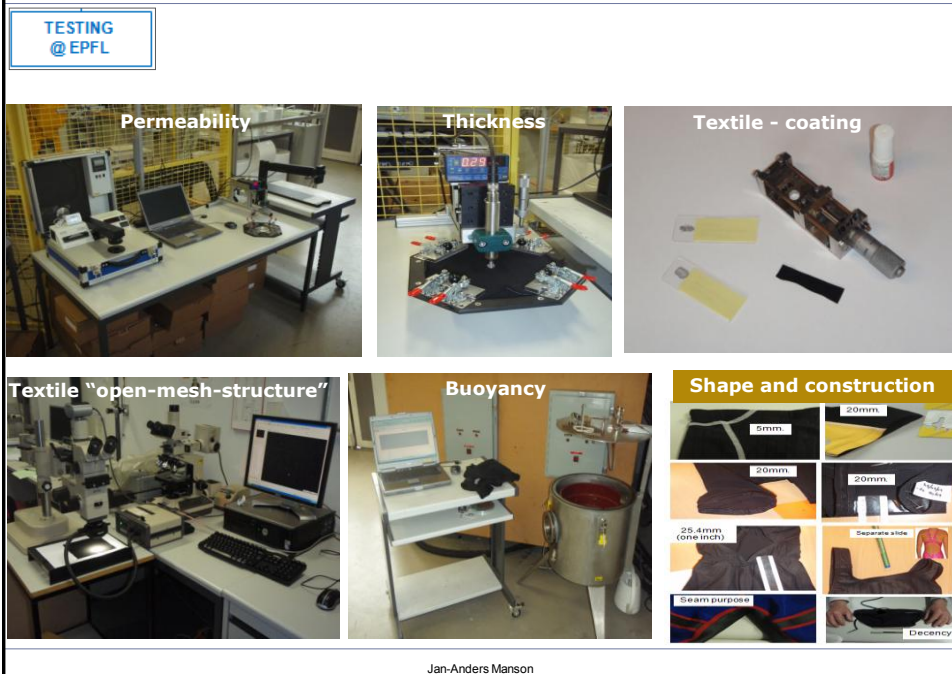 TESTING
@EPFL
Permeability
Thickness
029
Textile - coating
Textile “open-mesh-structure”
Buoyancy
Shape and construction
5mm.
20mm.
20mm.
20mm.
25.4mm
(one inch)
Separate slide
Seam purpose
Decency
Jan-Anders Manson